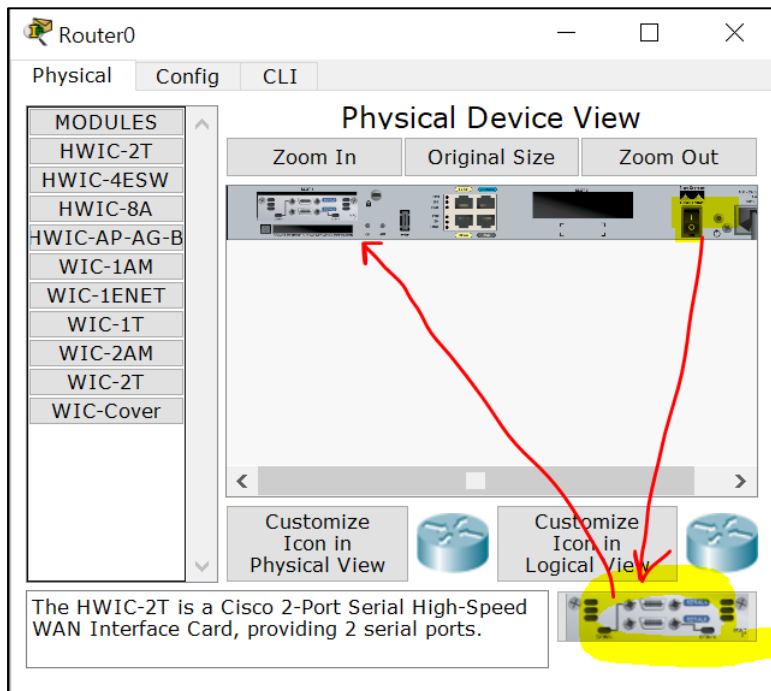 Router0
Physical
Config
CLI
MODULES
HWIC-2T
HWIC-4ESW
HWIC-8A
HWIC-AP-AG-B
WIC-1AM
WIC-1ENET
WIC-1T
WIC-2AM
WIC-2T
WIC-Cover
Physical Device View
Zoom In
Original Size
Zoom Out
Customize
Icon in
Physical View
Customize
Icon in
Logical View
The HWIC-2T is a Cisco 2-Port Serial High-Speed
WAN Interface Card, providing 2 serial ports.